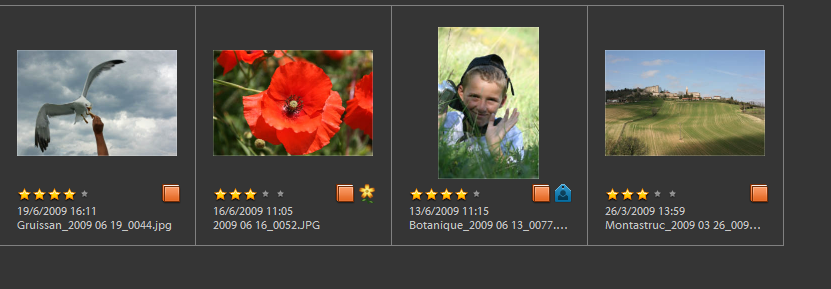 19/6/2009 16:11
Gruissan_2009 06 19_0044.jpg
16/6/2009 11:05
2009 06 16_0052.JPG
13/6/2009 11:15
Botanique_2009 06 13_0077....
26/3/2009 13:59
Montastruc_2009 03 26_009...